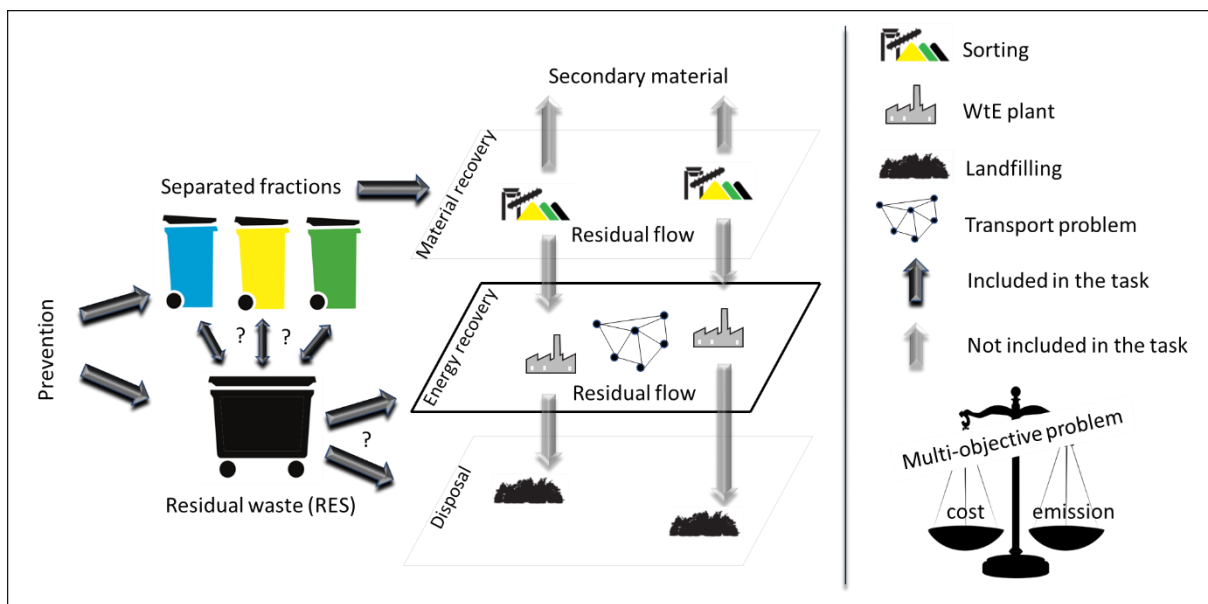 Prevention
Separated fractions
?
?
Residual waste (RES)
?
Secondary material
Material recovery
Residual flow
Energy recovery
Residual flow
Disposal
Sorting
WtE plant
Landfilling
Transport problem
Included in the task
Not included in the task
Multi-objective problem
cost
emission